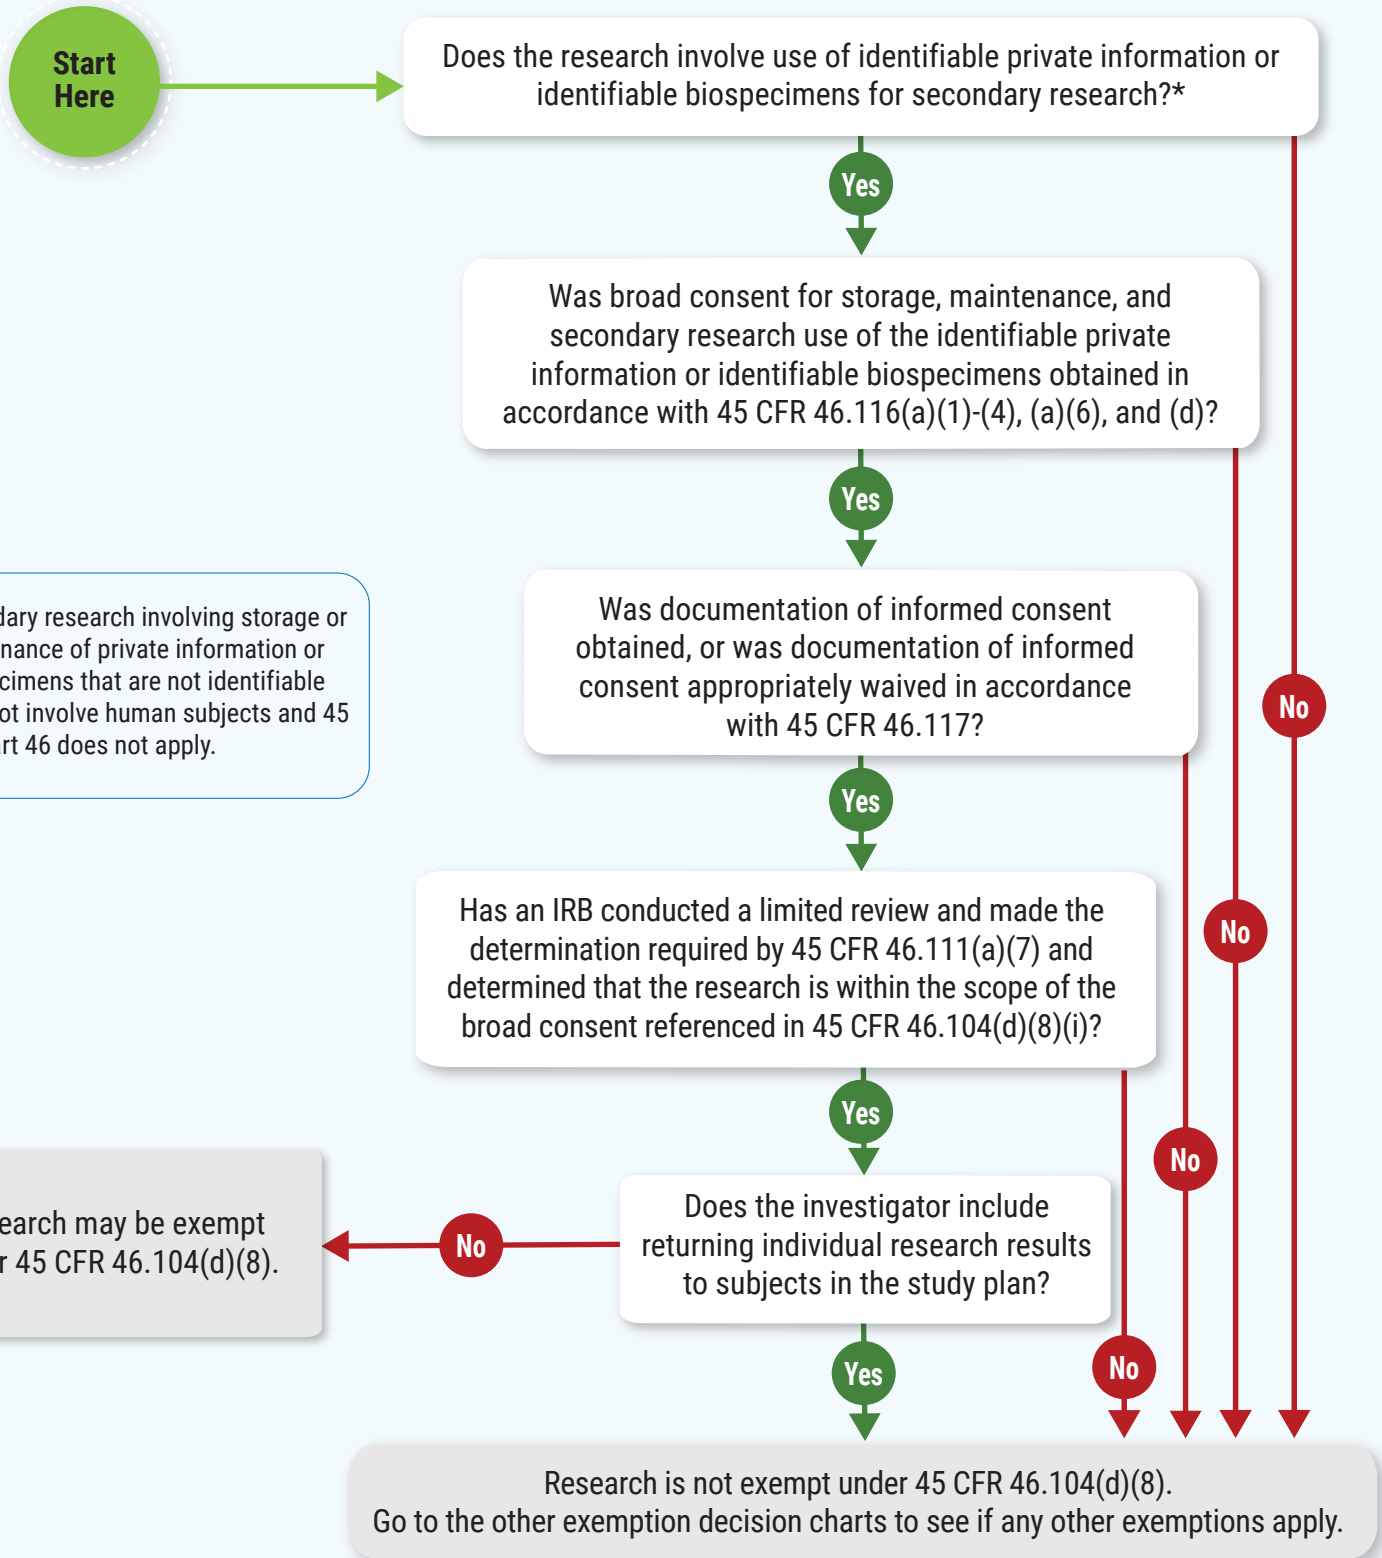 Start
Here
Does the research involve use of identifiable private information or
identifiable biospecimens for secondary research?*
Yes
Was broad consent for storage, maintenance, and
secondary research use of the identifiable private
information or identifiable biospecimens obtained in
accordance with 45 CFR 46.116(a)(1)-(4), (a)(6), and (d)?
Yes
No
dary research involving storage or
nance of private information or
cimens that are not identifiable
ot involve human subjects and 45
art 46 does not apply.
Was documentation of informed consent
obtained, or was documentation of informed
consent appropriately waived in accordance
with 45 CFR 46.117?
Yes
No
Has an IRB conducted a limited review and made the
determination required by 45 CFR 46.111(a)(7) and
determined that the research is within the scope of the
broad consent referenced in 45 CFR 46.104(d)(8)(i)?
Yes
No
Does the investigator include
returning individual research results
to subjects in the study plan?
No
earch may be exempt
r 45 CFR 46.104(d)(8).
Yes
No
Research is not exempt under 45 CFR 46.104(d)(8).
Go to the other exemption decision charts to see if any other exemptions apply.